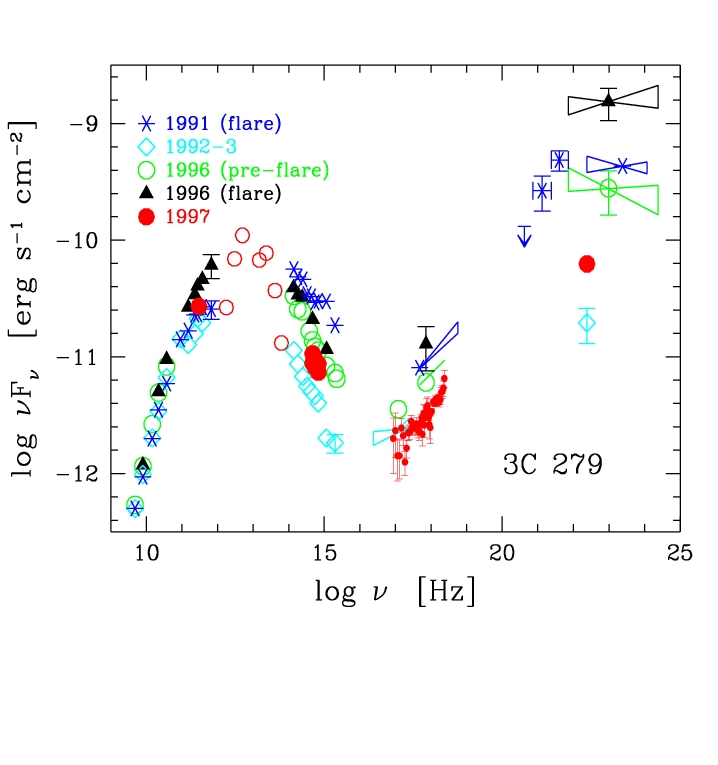 log νFν [erg s⁻¹ cm⁻²]
-9
-10
-11
-12
1991 (flare)
1992-3
1996 (pre-flare)
1996 (flare)
1997
3C 279
10 15 20 25
log ν [Hz]